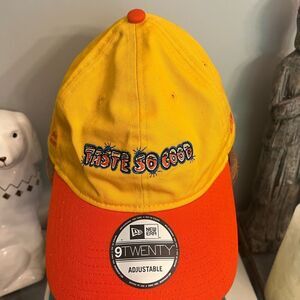 TASTE SO GOOD
NEW ERA
9TWENTY
ADJUSTABLE